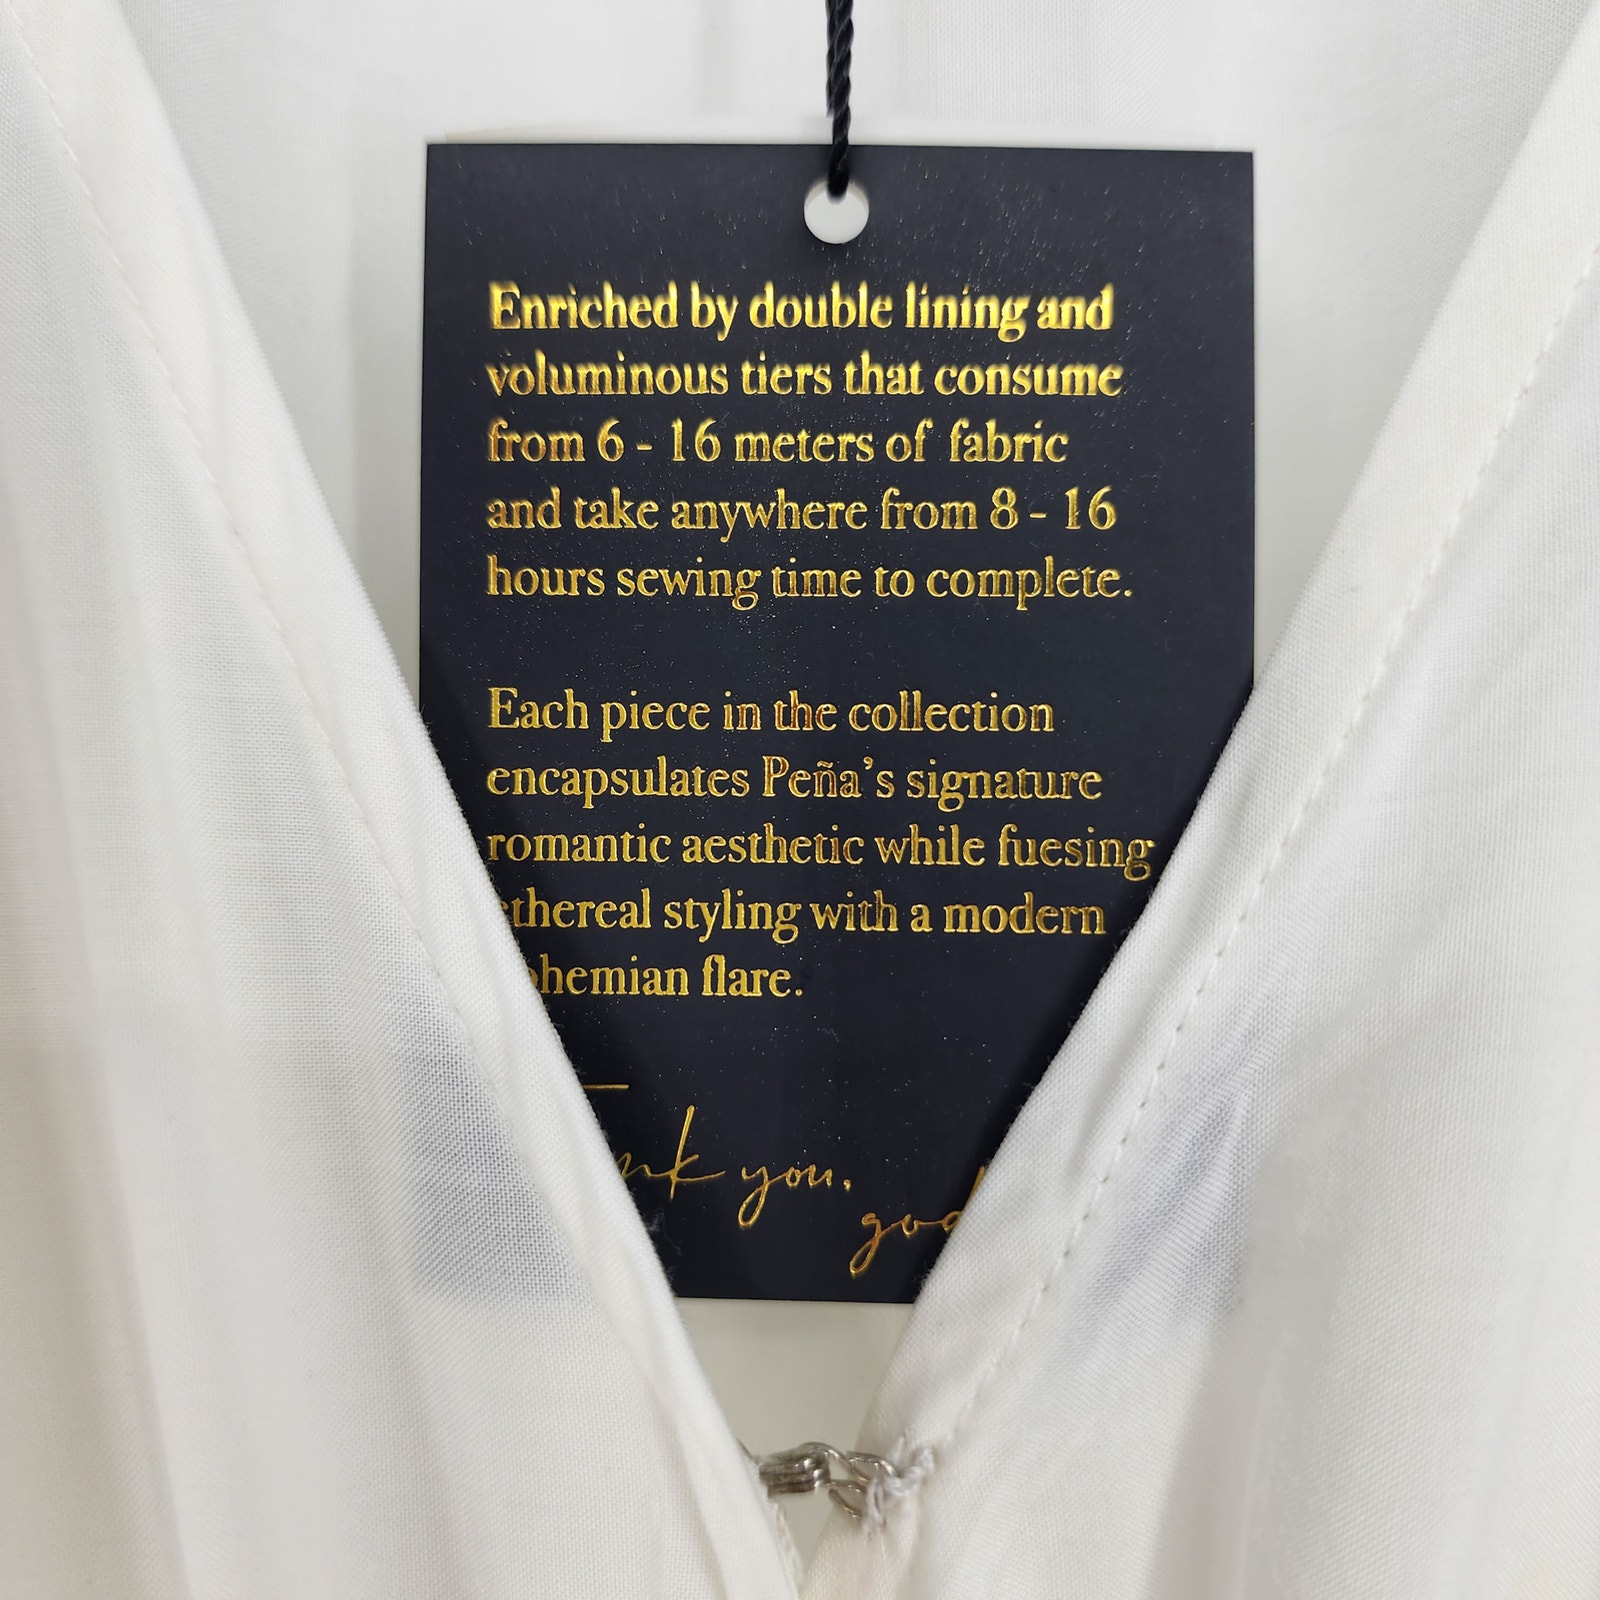 Enriched by double lining and
voluminous tiers that consume
from 6 - 16 meters of fabric
and take anywhere from 8 - 16
hours sewing time to complete.
Each piece in the collection
encapsulates Peña's signature
romantic aesthetic while fuesing
ethereal styling with a modern
bohemian flare.
you,